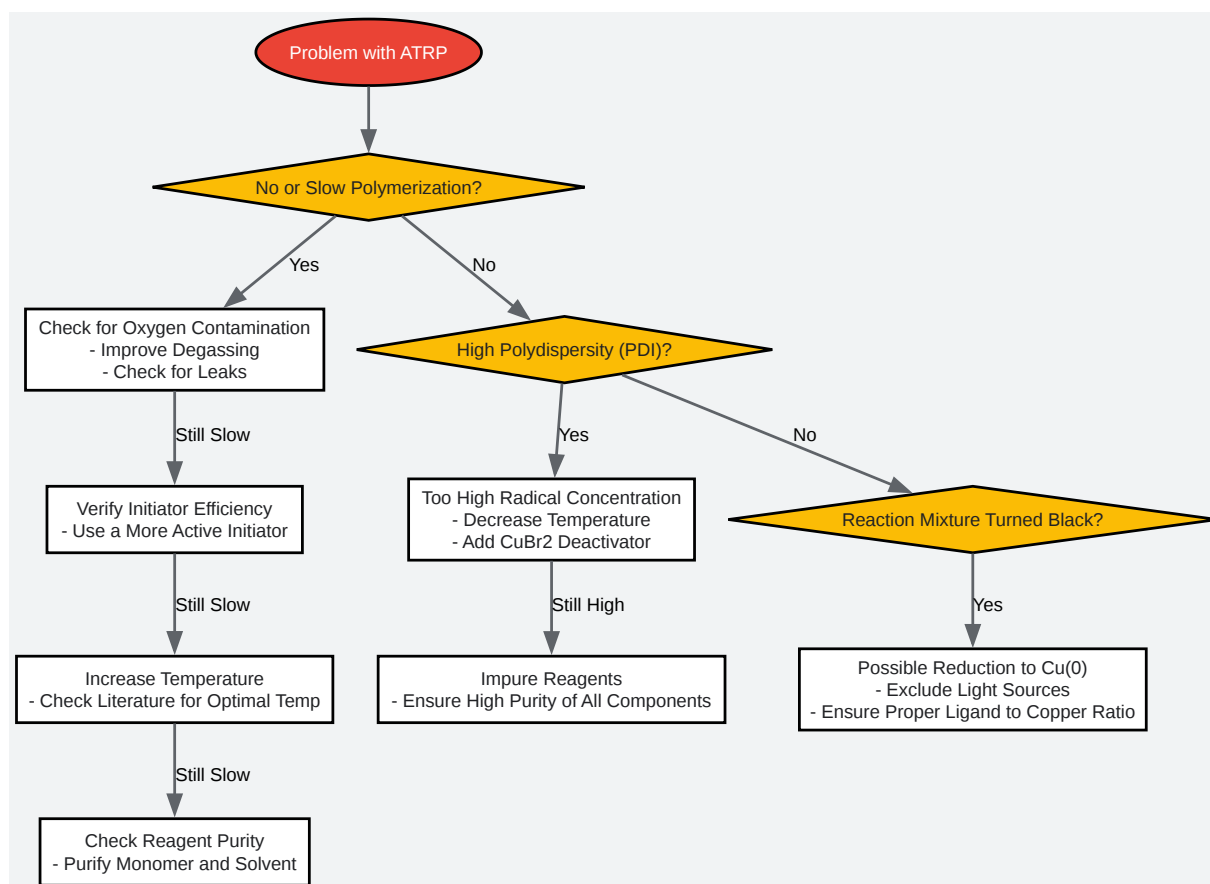 Problem with ATRP
No or Slow Polymerization?
Yes
No
Check for Oxygen Contamination
- Improve Degassing
- Check for Leaks
High Polydispersity (PDI)?
Still Slow
Yes
No
Verify Initiator Efficiency
- Use a More Active Initiator
Too High Radical Concentration
- Decrease Temperature
- Add CuBr2 Deactivator
Reaction Mixture Turned Black?
Still Slow
Still High
Yes
Increase Temperature
- Check Literature for Optimal Temp
Impure Reagents
- Ensure High Purity of All Components
Possible Reduction to Cu(0)
- Exclude Light Sources
- Ensure Proper Ligand to Copper Ratio
Still Slow
Check Reagent Purity
- Purify Monomer and Solvent